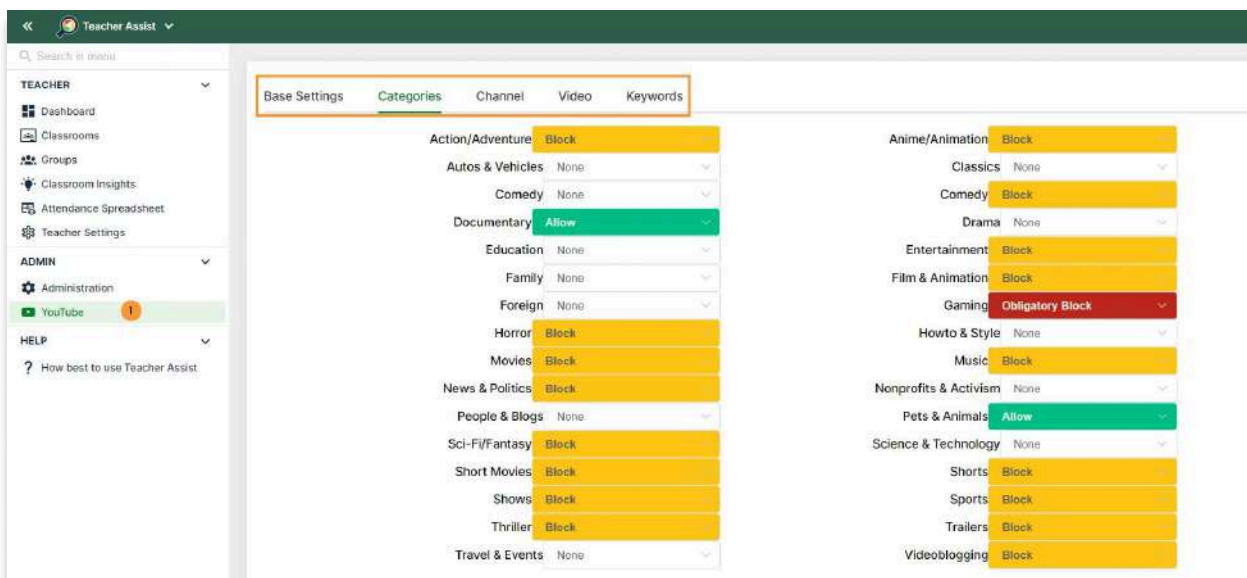 Teacher Assist
Search in menu
TEACHER
Dashboard
Classrooms
Groups
Classroom Insights
Attendance Spreadsheet
Teacher Settings
ADMIN
Administration
YouTube 1
HELP
? How best to use Teacher Assist
Base Settings Categories Channel Video Keywords
Action/Adventure Block Anime/Animation Block
Autos & Vehicles None Classics None
Comedy None Comedy Block
Documentary Allow Drama None
Education None Entertainment Block
Family None Film & Animation Block
Foreign None Gaming Obligatory Block
Horror Block Howto & Style None
Movies Block Music Block
News & Politics Block Nonprofits & Activism None
People & Blogs None Pets & Animals Allow
Sci-Fi/Fantasy Block Science & Technology None
Short Movies Block Shorts Block
Shows Block Sports Block
Thriller Block Trailers Block
Travel & Events None Videoblogging Block